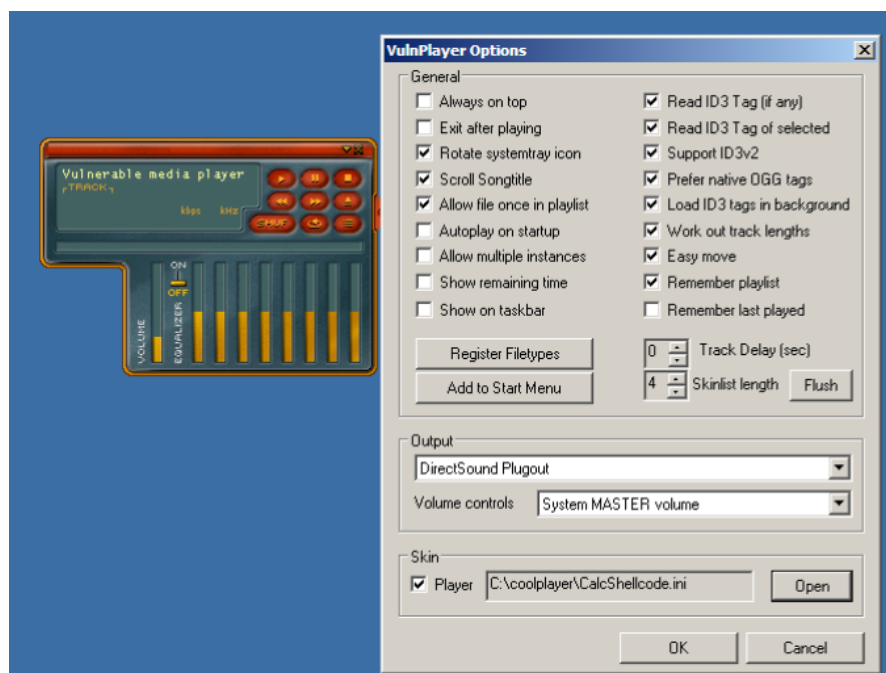 VulnPlayer Options
Vulnerable media player
TRACK
kbps kHz
SHUF
ON
OFF
VOLUME
EQUALIZER
General
Always on top
Exit after playing
Rotate systemtray icon
Scroll Songtitle
Allow file once in playlist
Autoplay on startup
Allow multiple instances
Show remaining time
Show on taskbar
Read ID3 Tag (if any)
Read ID3 Tag of selected
Support ID3v2
Prefer native OGG tags
Load ID3 tags in background
Work out track lengths
Easy move
Remember playlist
Remember last played
Register Filetypes
Add to Start Menu
0 Track Delay (sec)
4 Skinlist length Flush
Output
DirectSound Plugout
Volume controls System MASTER volume
Skin
Player C:\coolplayer\CalcShellcode.ini Open
OK Cancel